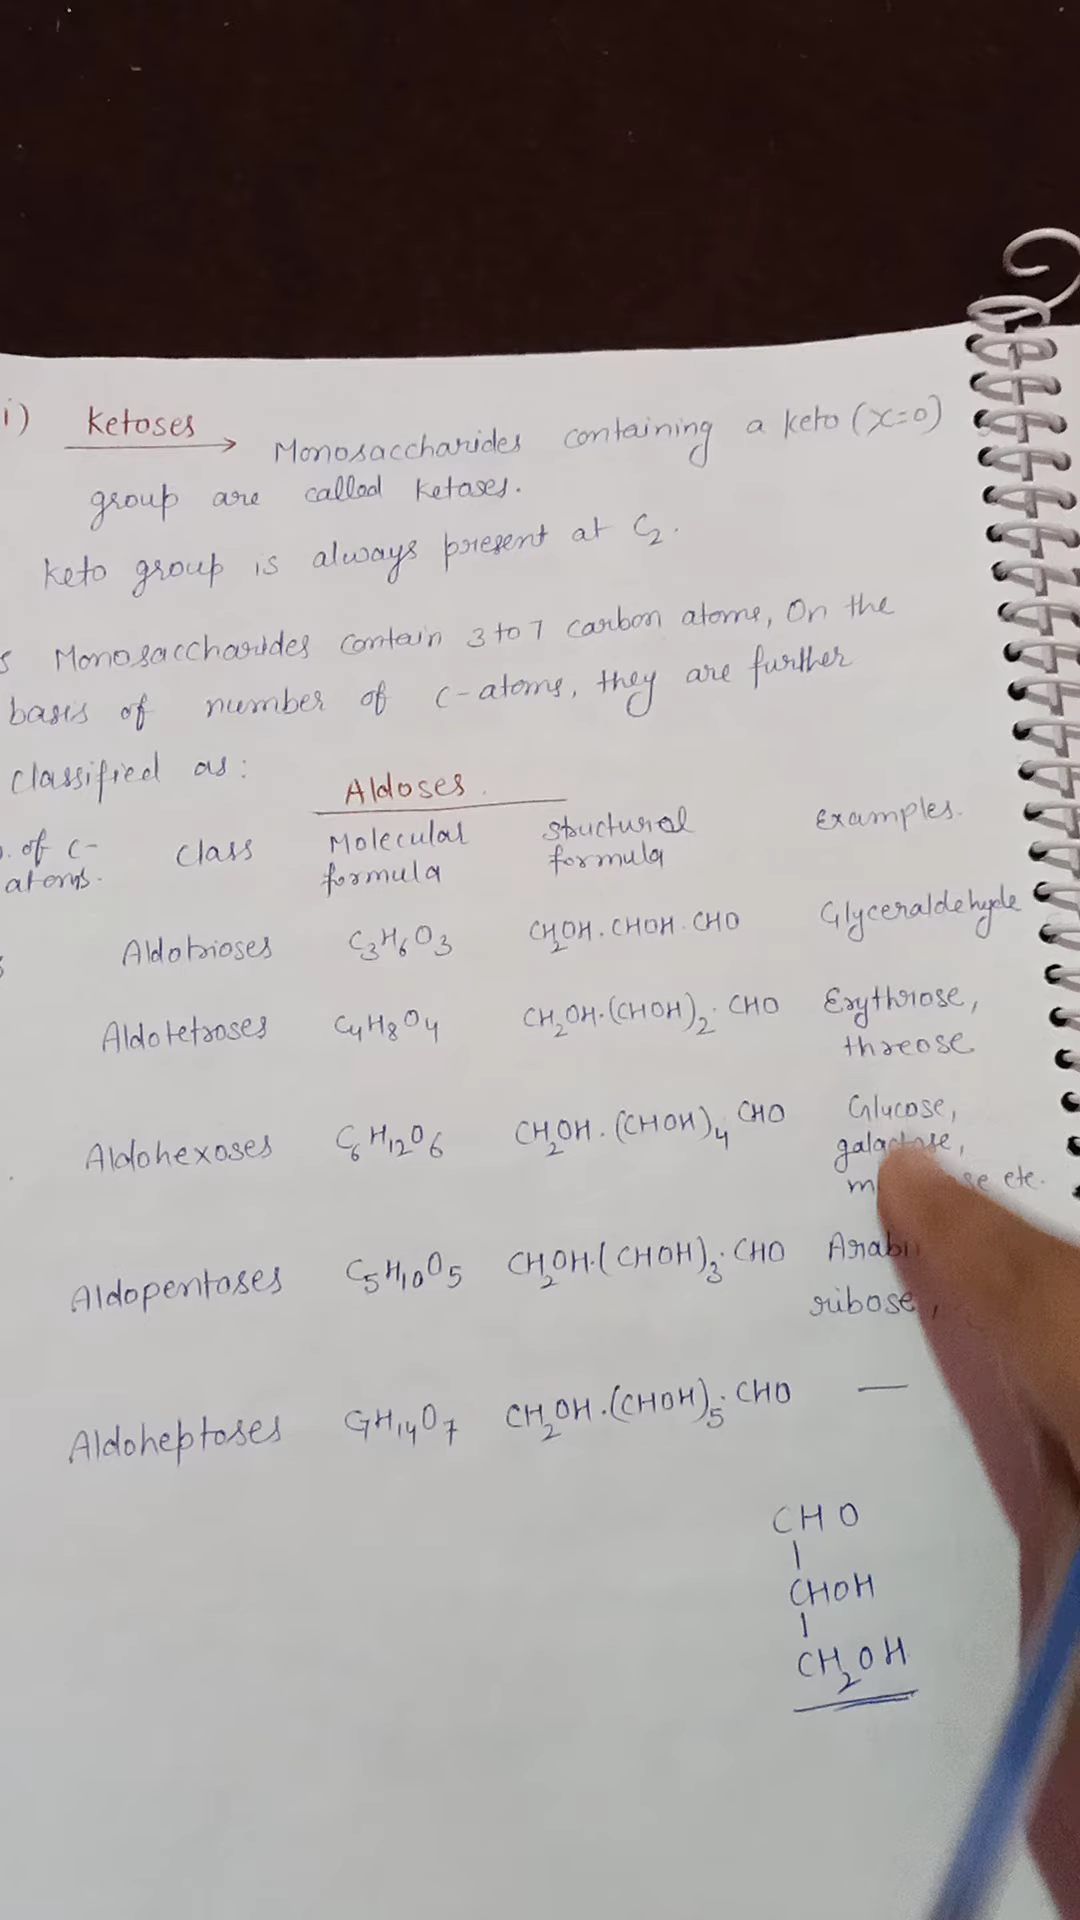 i) Ketoses
Monosaccharides containing a keto (>c=0)
group are called ketoses.
Keto group is always present at C2.
Monosaccharides contain 3 to 7 carbon atoms, On the
basis of number of C-atoms, they are further
classified as:
Aldoses
of C-atoms. Class Molecular formula Structural formula Examples.
Aldotrioses C3H6O3 CH2OH.CHOH.CHO Glyceraldehyde
Aldotetroses C4H8O4 CH2OH.(CHOH)2.CHO Erythrose,
threose
Aldohexoses C6H12O6 CH2OH.(CHOH)4 CHO Glucose,
galactose,
etc.
Aldopentoses C5H10O5 CH2OH.(CHOH)3.CHO
ribose,
Aldoheptoses C7H14O7 CH2OH.(CHOH)5.CHO —
CHO
CHOH
CH2OH